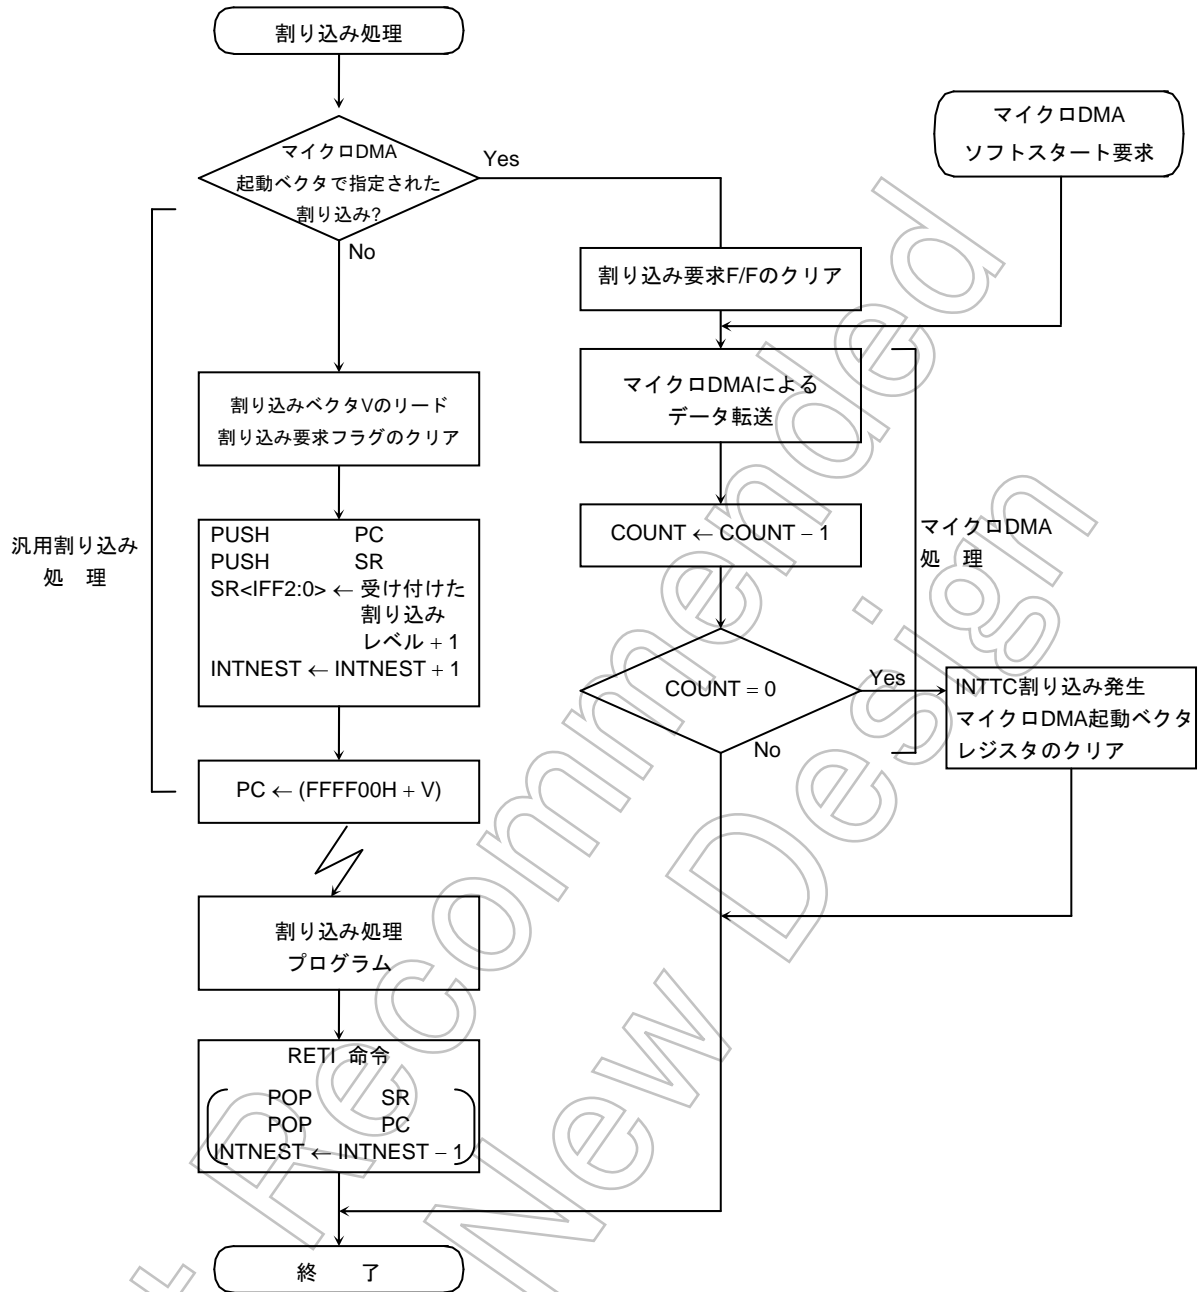 割り込み処理
マイクロDMA
起動ベクタで指定された
割り込み?
Yes
No
マイクロDMA
ソフトスタート要求
割り込み要求F/Fのクリア
マイクロDMAによる
データ転送
COUNT ← COUNT − 1
マイクロDMA
処 理
COUNT = 0
Yes
No
INTTC割り込み発生
マイクロDMA起動ベクタ
レジスタのクリア
汎用割り込み
処 理
割り込みベクタVのリード
割り込み要求フラグのクリア
PUSH PC
PUSH SR
SR<IFF2:0> ← 受け付けた
割り込み
レベル + 1
INTNEST ← INTNEST + 1
PC ← (FFFF00H + V)
割り込み処理
プログラム
RETI 命令
POP SR
POP PC
INTNEST ← INTNEST − 1
終 了
t Recommended
New Design